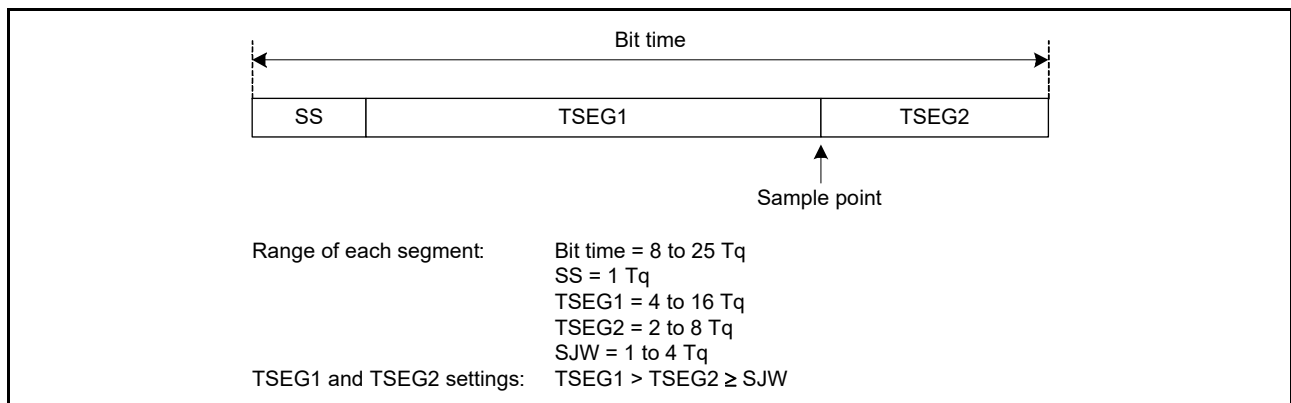 Bit time
SS TSEG1 TSEG2
Sample point
Range of each segment: Bit time = 8 to 25 Tq
SS = 1 Tq
TSEG1 = 4 to 16 Tq
TSEG2 = 2 to 8 Tq
SJW = 1 to 4 Tq
TSEG1 and TSEG2 settings: TSEG1 > TSEG2 ≥ SJW